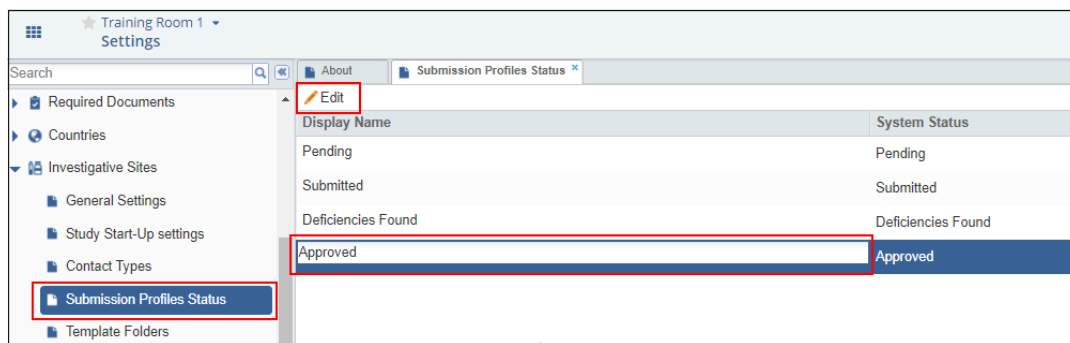 Training Room 1
Settings
Search
Required Documents
Countries
Investigative Sites
General Settings
Study Start-Up settings
Contact Types
Submission Profiles Status
Template Folders
About
Submission Profiles Status ×
Edit
Display Name System Status
Pending Pending
Submitted Submitted
Deficiencies Found Deficiencies Found
Approved Approved